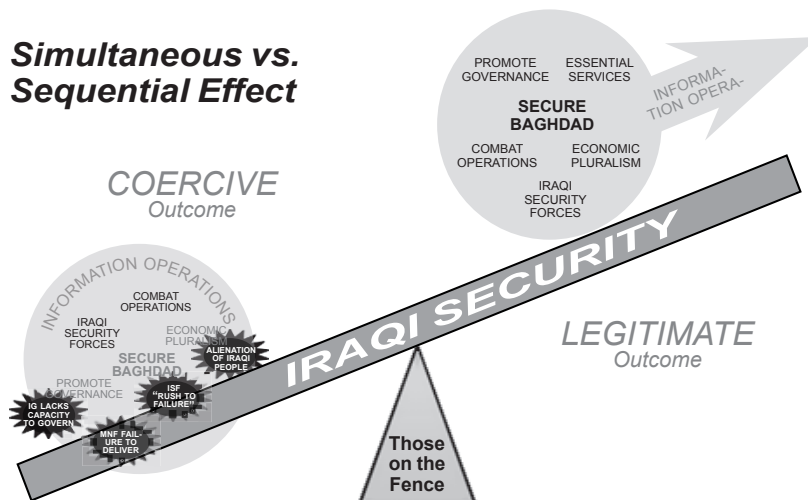 Simultaneous vs.
Sequential Effect
PROMOTE
GOVERNANCE
ESSENTIAL
SERVICES
SECURE
BAGHDAD
COMBAT
OPERATIONS
ECONOMIC
PLURALISM
IRAQI
SECURITY
FORCES
INFORMA-
TION OPERA-
COERCIVE
Outcome
INFORMATION OPERATIONS
COMBAT
OPERATIONS
IRAQI
SECURITY
FORCES
ECONOMIC
PLURALISM
SECURE
BAGHDAD
PROMOTE
GOVERNANCE
ALIENATION
OF IRAQI
PEOPLE
ISF
"RUSH TO
FAILURE"
IG LACKS
CAPACITY
TO GOVERN
MNF FAIL-
URE TO
DELIVER
IRAQI SECURITY
LEGITIMATE
Outcome
Those
on the
Fence